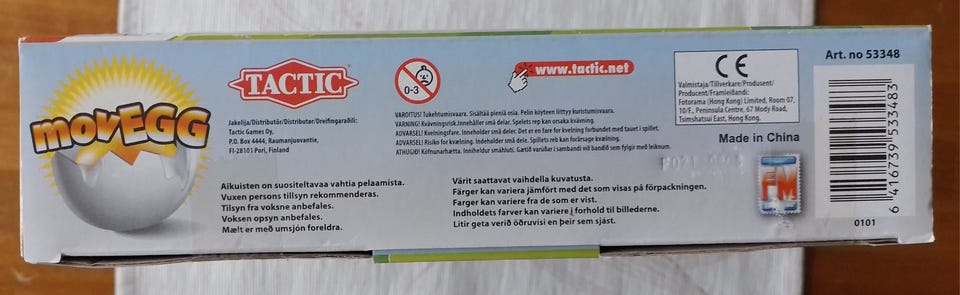 movEGG
TACTIC
Jakelija/Distributör/Distributør/Dreifingaraðili:
Tactic Games Oy,
P.O. Box 4444, Raumanjuovantie,
FI-28101 Pori, Finland
0-3
www.tactic.net
VAROITUS! Tukehtumisvaara. Sisältää pieniä osia. Pelin köyteen liittyy kuristumisvaara.
VARNING! Kvävningsrisk. Innehåller små delar. Spelets rep kan orsaka kvävning.
ADVARSEL! Kvelningsfare. Inneholder små deler. Det er en fare for kvelning forbundet med tauet i spillet.
ADVARSEL! Risiko for kvælning. Indeholder små dele. Spillets reb kan forårsage kvælning.
ATHUGIÐ! Köfnunarhætta. Inniheldur smáhluti. Gætið varúðar í sambandi við bandið sem fylgir með leiknum.
Aikuisten on suositeltavaa vahtia pelaamista.
Vuxen persons tillsyn rekommenderas.
Tilsyn fra voksne anbefales.
Voksen opsyn anbefales.
Mælt er með umsjón foreldra.
Värit saattavat vaihdella kuvatusta.
Färger kan variera jämfört med det som visas på förpackningen.
Farger kan variere fra de som er vist.
Indholdets farver kan variere i forhold til billederne.
Litir geta verið öðruvísi en þeir sem sjást.
CE
Valmistaja/Tillverkare/Produsent/
Producent/Framleiðandi:
Fotorama (Hong Kong) Limited, Room 07,
10/F., Peninsula Centre, 67 Mody Road,
Tsimshatsui East, Hong Kong.
Made in China
FM
Art. no 53348
6 416739 533483
0101